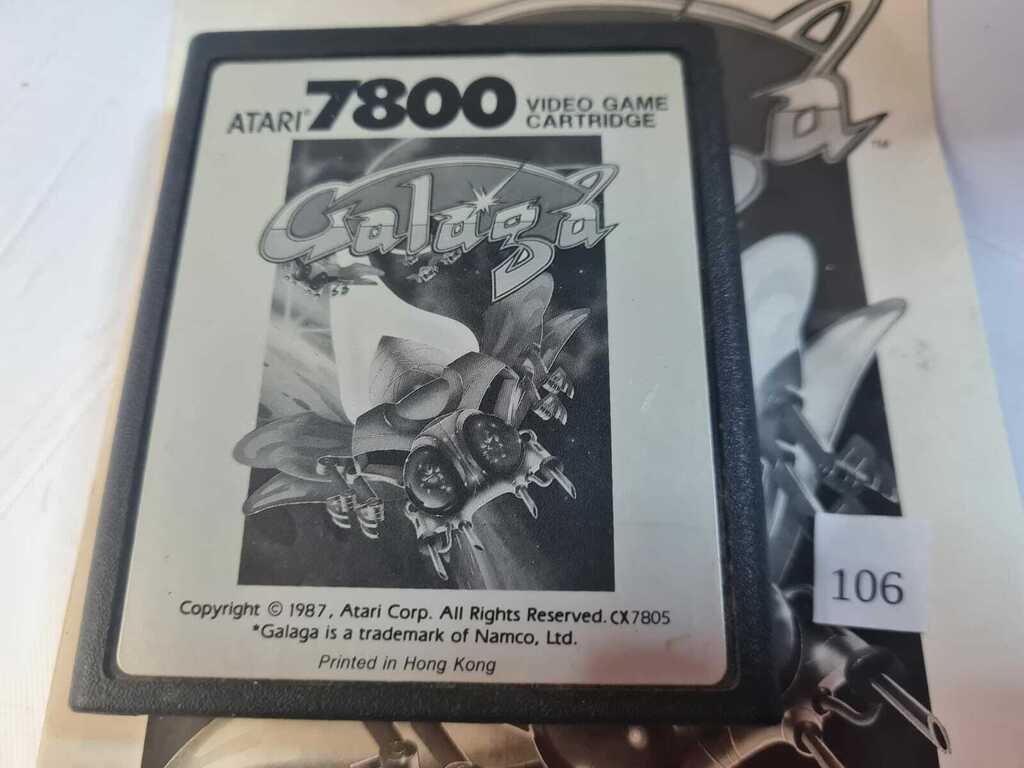 ATARI® 7800 VIDEO GAME
CARTRIDGE
Galaga
Copyright © 1987, Atari Corp. All Rights Reserved. CX7805
*Galaga is a trademark of Namco, Ltd.
Printed in Hong Kong
a™
106